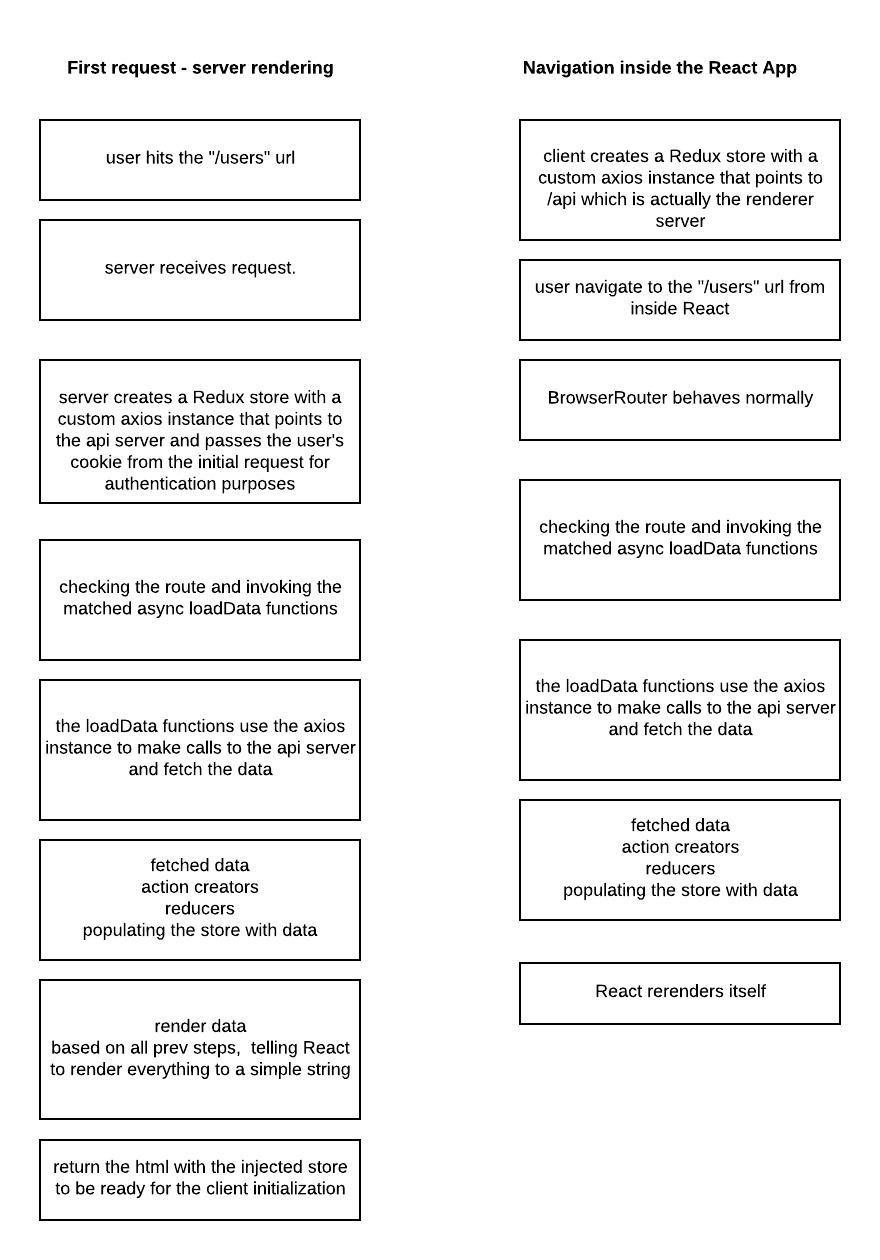 First request - server rendering
user hits the "/users" url
server receives request.
server creates a Redux store with a
custom axios instance that points to
the api server and passes the user's
cookie from the initial request for
authentication purposes
checking the route and invoking the
matched async loadData functions
the loadData functions use the axios
instance to make calls to the api server
and fetch the data
fetched data
action creators
reducers
populating the store with data
render data
based on all prev steps,  telling React
to render everything to a simple string
return the html with the injected store
to be ready for the client initialization
Navigation inside the React App
client creates a Redux store with a
custom axios instance that points to
/api which is actually the renderer
server
user navigate to the "/users" url from
inside React
BrowserRouter behaves normally
checking the route and invoking the
matched async loadData functions
the loadData functions use the axios
instance to make calls to the api server
and fetch the data
fetched data
action creators
reducers
populating the store with data
React rerenders itself